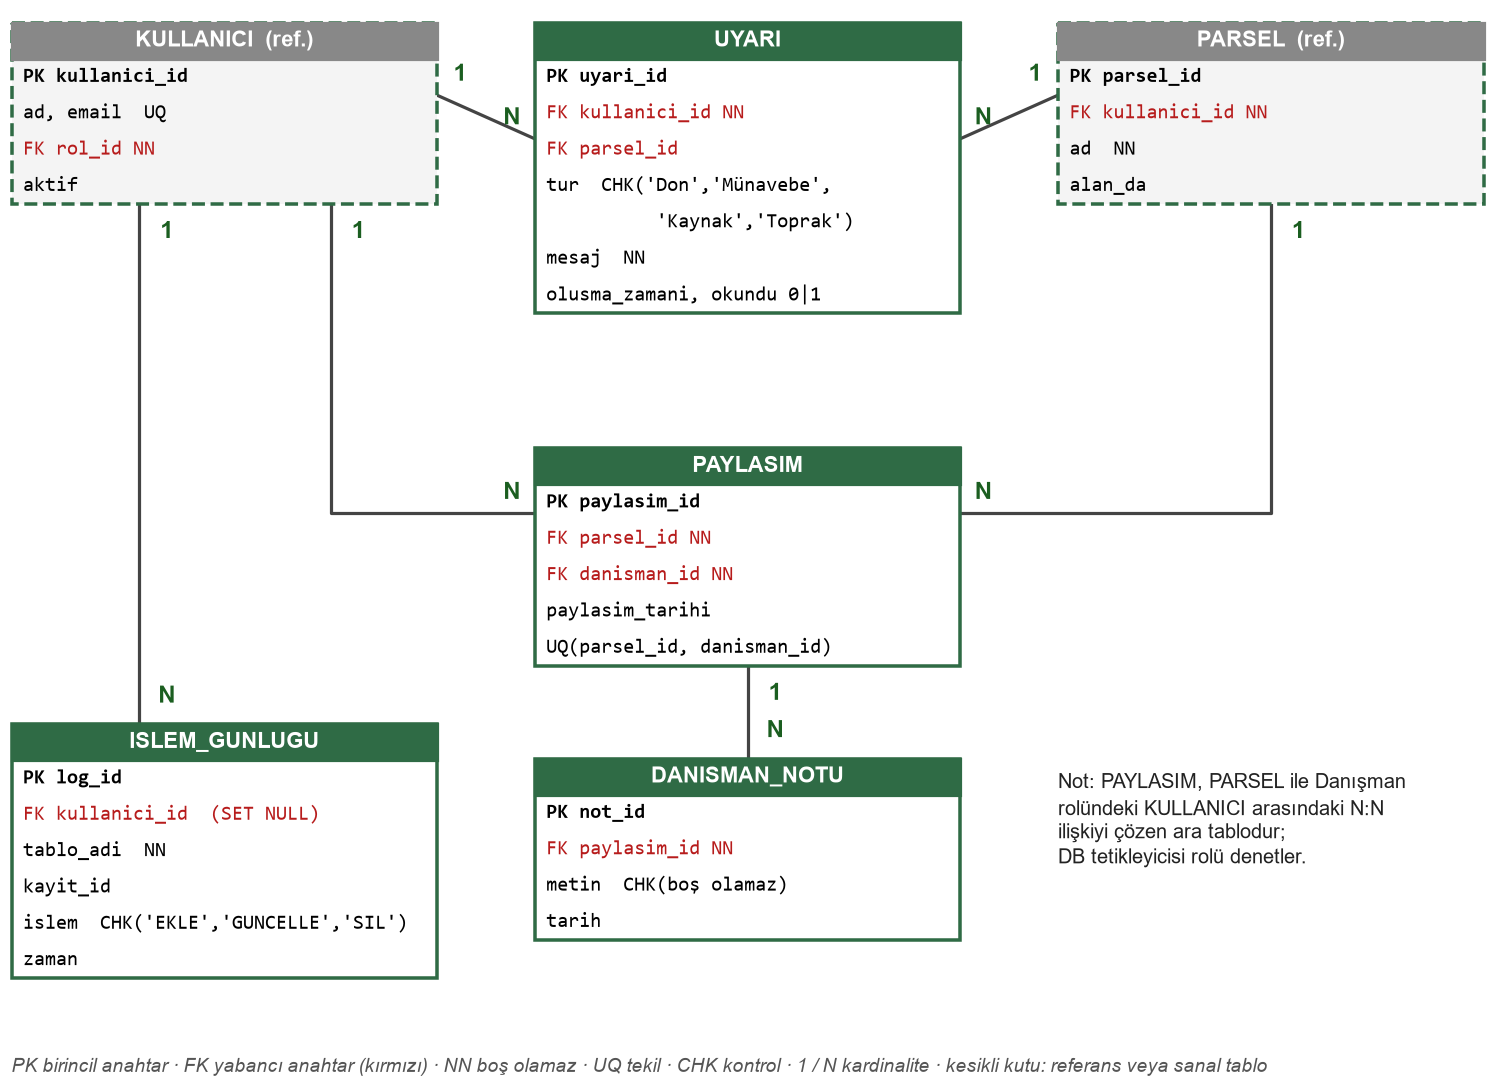 KULLANICI (ref.)
PK kullanici_id
ad, email UQ
FK rol_id NN
aktif
1
N
UYARI
PK uyari_id
FK kullanici_id NN
FK parsel_id
tur CHK('Don','Münavebe',
'Kaynak','Toprak')
mesaj NN
olusma_zamani, okundu 0|1
1
N
PARSEL (ref.)
PK parsel_id
FK kullanici_id NN
ad NN
alan_da
1
1
1
N
N
PAYLASIM
PK paylasim_id
FK parsel_id NN
FK danisman_id NN
paylasim_tarihi
UQ(parsel_id, danisman_id)
1
N
N
ISLEM_GUNLUGU
PK log_id
FK kullanici_id (SET NULL)
tablo_adi NN
kayit_id
islem CHK('EKLE','GUNCELLE','SIL')
zaman
DANISMAN_NOTU
PK not_id
FK paylasim_id NN
metin CHK(boş olamaz)
tarih
Not: PAYLASIM, PARSEL ile Danışman
rolündeki KULLANICI arasındaki N:N
ilişkiyi çözen ara tablodur;
DB tetikleyicisi rolü denetler.
PK birincil anahtar · FK yabancı anahtar (kırmızı) · NN boş olamaz · UQ tekil · CHK kontrol · 1 / N kardinalite · kesikli kutu: referans veya sanal tablo